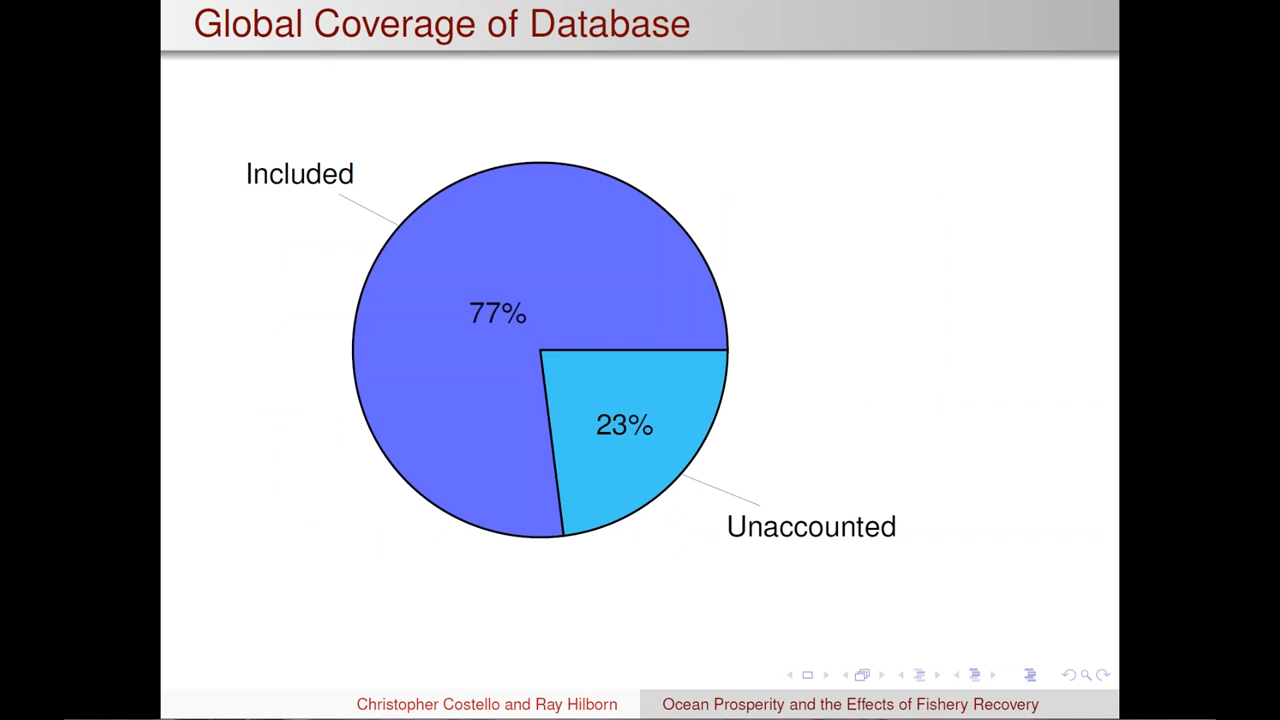 Global Coverage of Database
Included
77%
23%
Unaccounted
Christopher Costello and Ray Hilborn
Ocean Prosperity and the Effects of Fishery Recovery